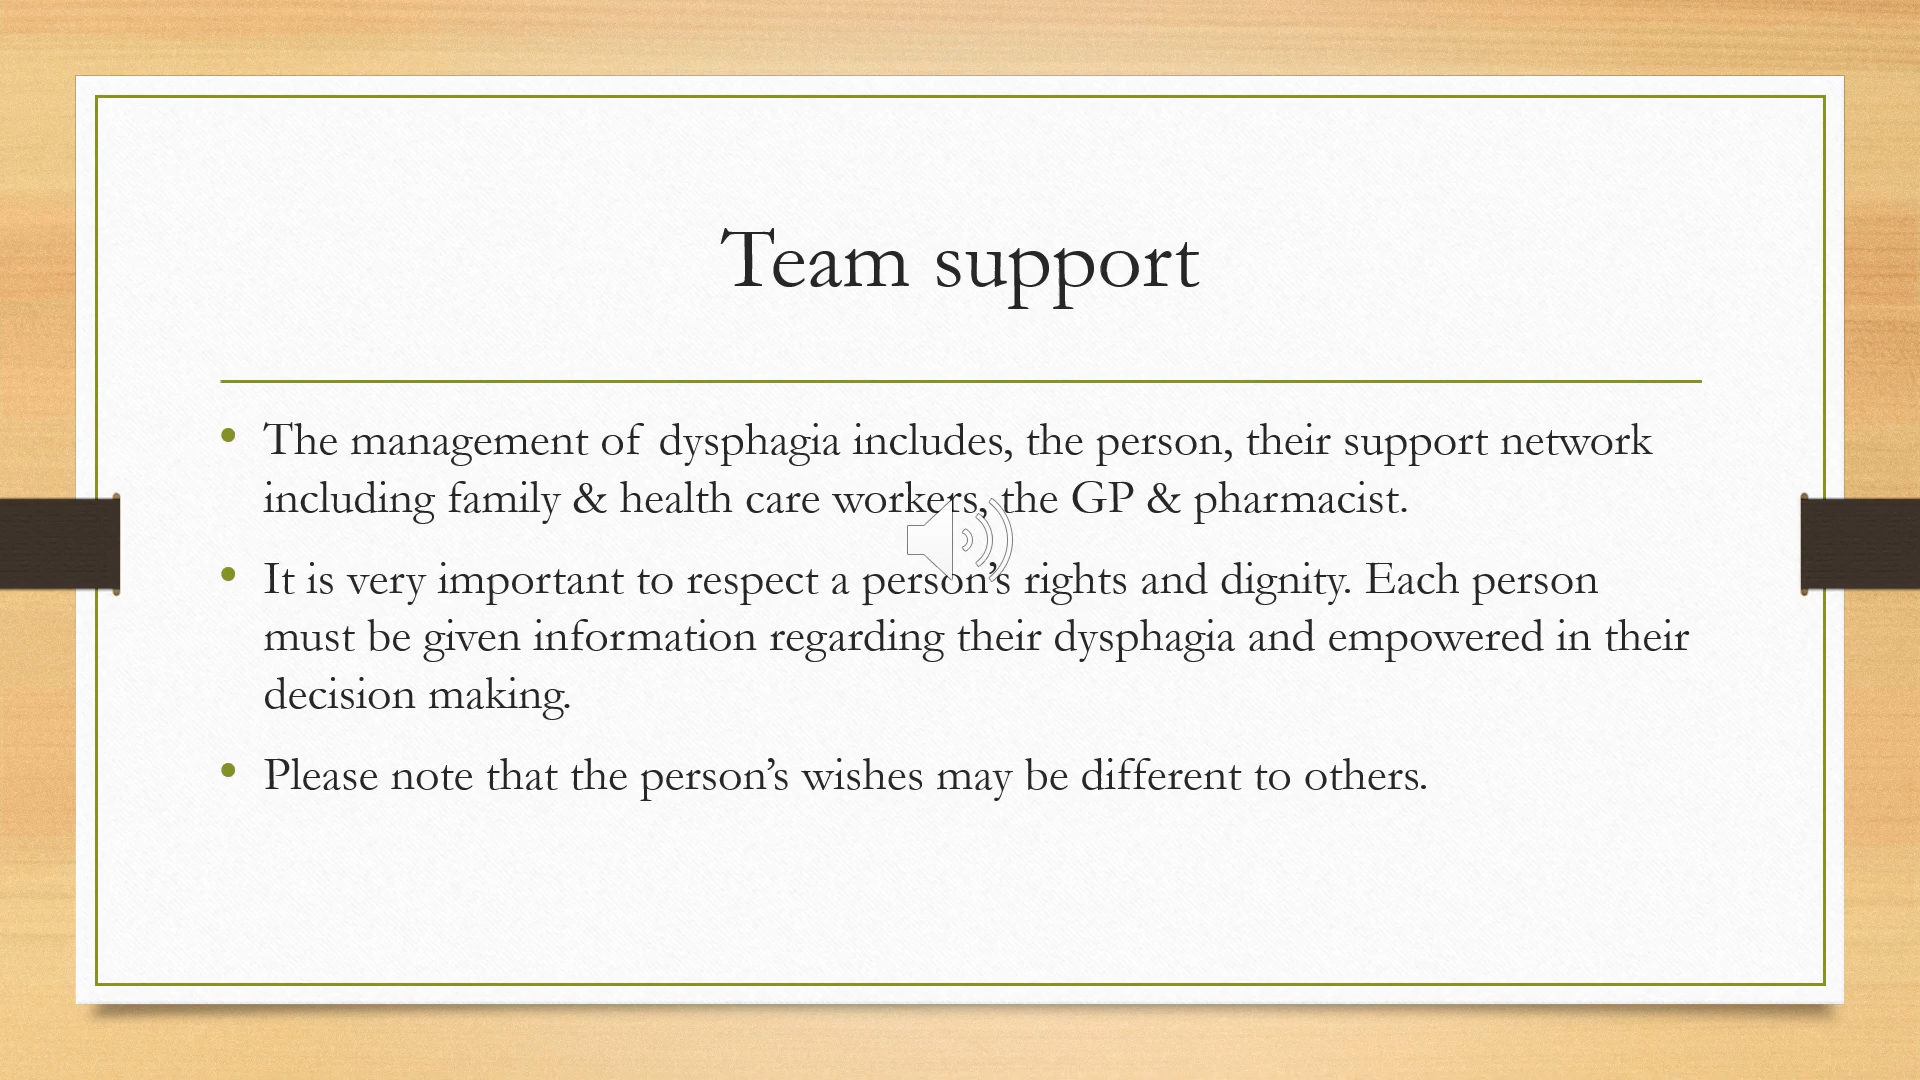 Team support
• The management of dysphagia includes, the person, their support network
including family & health care workers, the GP & pharmacist.
• It is very important to respect a person’s rights and dignity. Each person
must be given information regarding their dysphagia and empowered in their
decision making.
• Please note that the person’s wishes may be different to others.